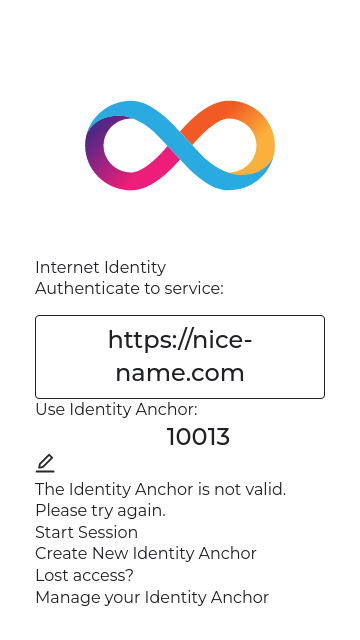 Internet Identity
Authenticate to service:
https://nice-
name.com
Use Identity Anchor:
10013
The Identity Anchor is not valid.
Please try again.
Start Session
Create New Identity Anchor
Lost access?
Manage your Identity Anchor